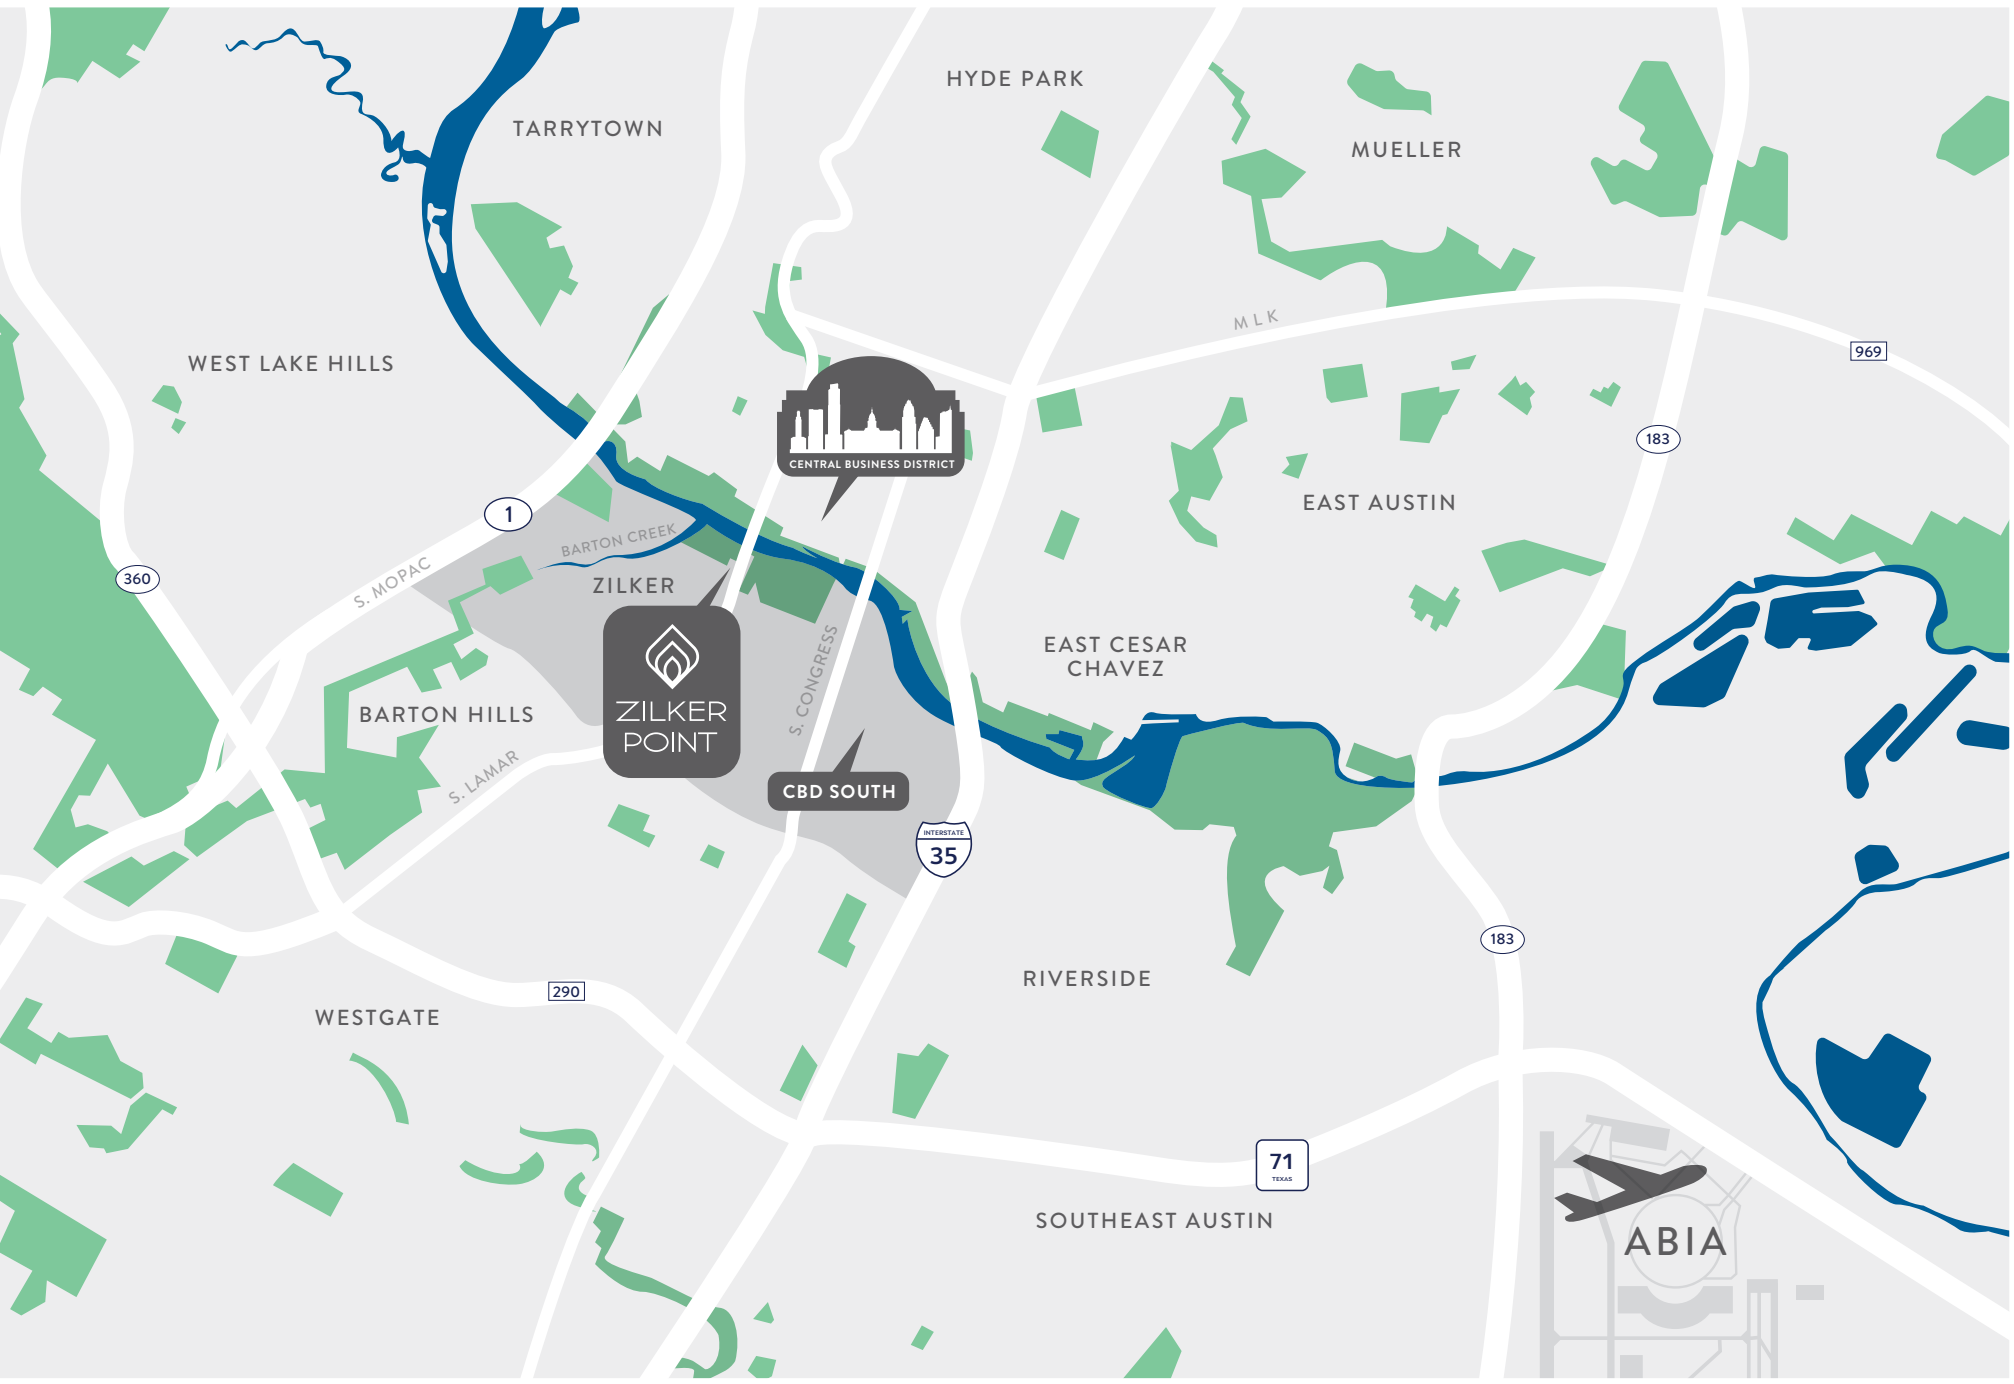 HYDE PARK
TARRYTOWN
MUELLER
MLK
969
WEST LAKE HILLS
183
CENTRAL BUSINESS DISTRICT
EAST AUSTIN
1
BARTON CREEK
S. MOPAC
360
ZILKER
EAST CESAR
CHAVEZ
S. CONGRESS
ZILKER
POINT
BARTON HILLS
S. LAMAR
CBD SOUTH
INTERSTATE
35
183
RIVERSIDE
290
WESTGATE
71
TEXAS
SOUTHEAST AUSTIN
ABIA